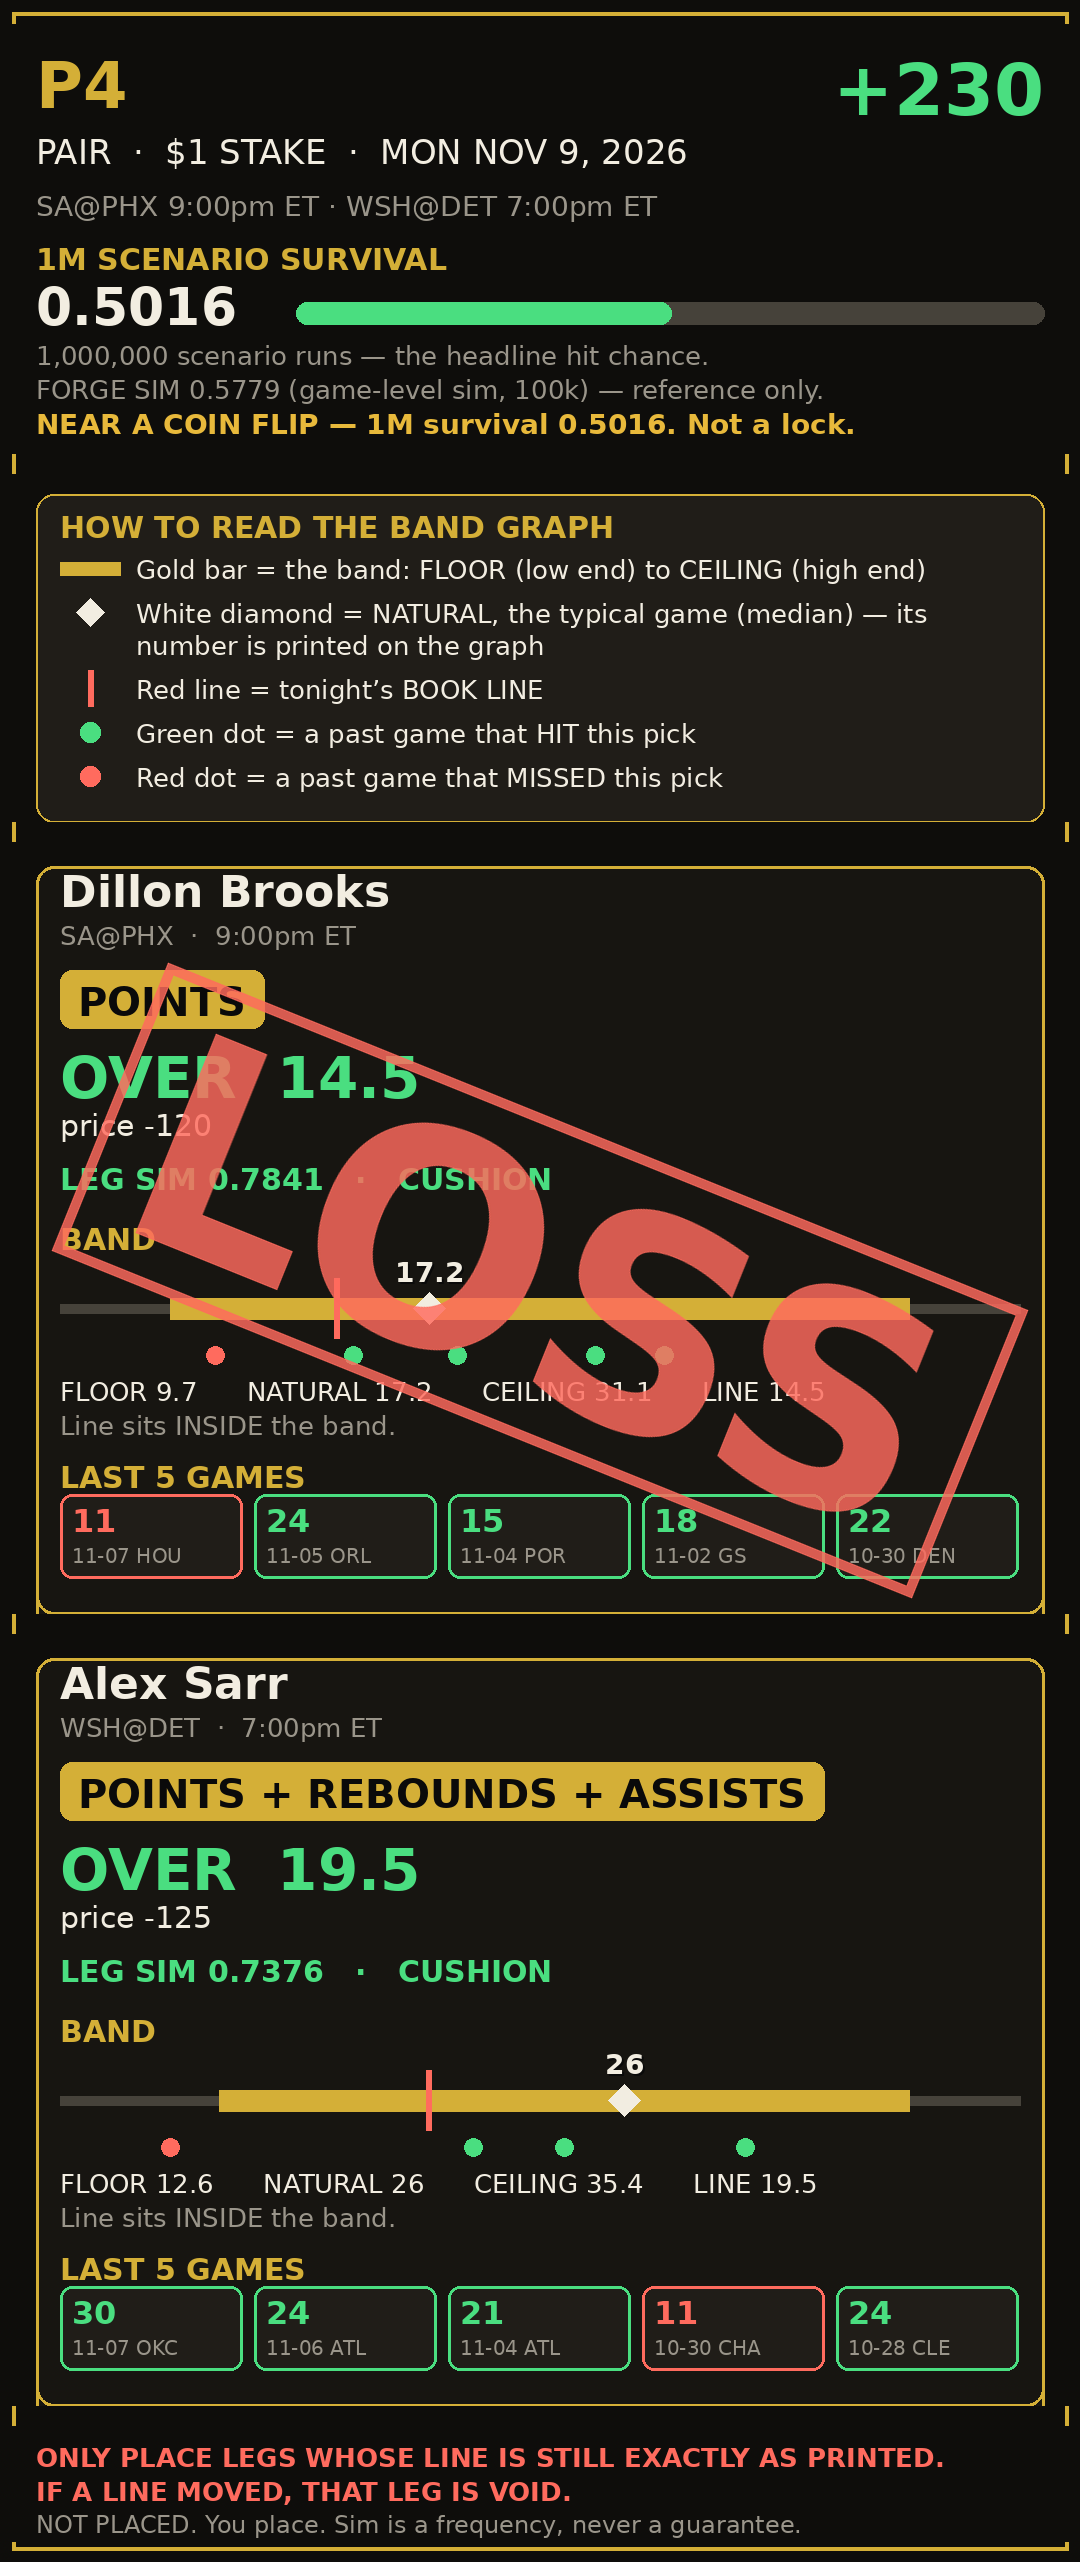 P4
+230
PAIR · $1 STAKE · MON NOV 9, 2026
SA@PHX 9:00pm ET · WSH@DET 7:00pm ET
1M SCENARIO SURVIVAL
0.5016
1,000,000 scenario runs — the headline hit chance.
FORGE SIM 0.5779 (game-level sim, 100k) — reference only.
NEAR A COIN FLIP — 1M survival 0.5016. Not a lock.
HOW TO READ THE BAND GRAPH
Gold bar = the band: FLOOR (low end) to CEILING (high end)
White diamond = NATURAL, the typical game (median) — its
number is printed on the graph
Red line = tonight’s BOOK LINE
Green dot = a past game that HIT this pick
Red dot = a past game that MISSED this pick
Dillon Brooks
SA@PHX · 9:00pm ET
POINTS
OVER 14.5
price -120
LEG SIM 0.7841 · CUSHION
BAND
17.2
FLOOR 9.7 NATURAL 17.2 CEILING 31.1 LINE 14.5
Line sits INSIDE the band.
LOSS
LAST 5 GAMES
11 24 15 18 22
11-07 HOU 11-05 ORL 11-04 POR 11-02 GS 10-30 DEN
Alex Sarr
WSH@DET · 7:00pm ET
POINTS + REBOUNDS + ASSISTS
OVER 19.5
price -125
LEG SIM 0.7376 · CUSHION
BAND
26
FLOOR 12.6 NATURAL 26 CEILING 35.4 LINE 19.5
Line sits INSIDE the band.
LAST 5 GAMES
30 24 21 11 24
11-07 OKC 11-06 ATL 11-04 ATL 10-30 CHA 10-28 CLE
ONLY PLACE LEGS WHOSE LINE IS STILL EXACTLY AS PRINTED.
IF A LINE MOVED, THAT LEG IS VOID.
NOT PLACED. You place. Sim is a frequency, never a guarantee.